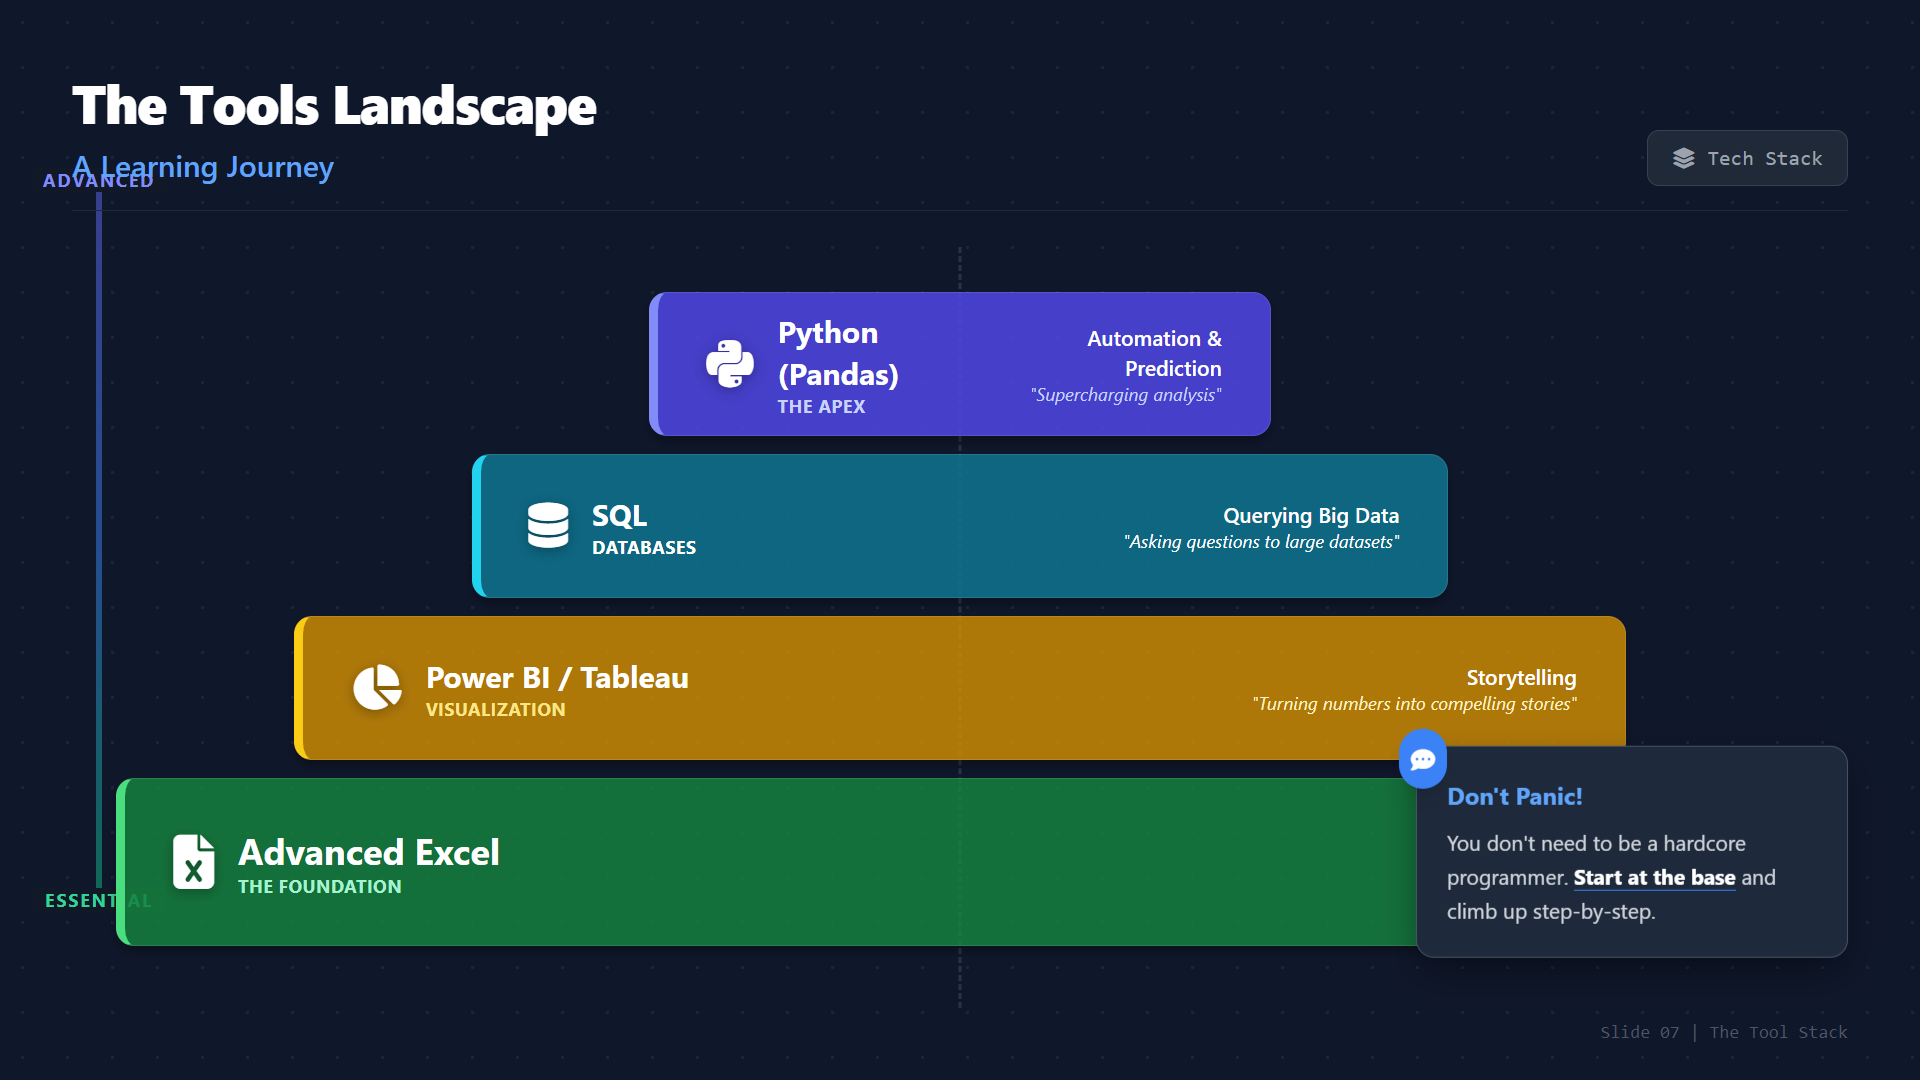 The Tools Landscape
A Learning Journey
Tech Stack
ADVANCED
Python
(Pandas)
THE APEX
Automation &
Prediction
"Supercharging analysis"
SQL
DATABASES
Querying Big Data
"Asking questions to large datasets"
Power BI / Tableau
VISUALIZATION
Storytelling
"Turning numbers into compelling stories"
Advanced Excel
THE FOUNDATION
Don't Panic!
You don't need to be a hardcore
programmer. Start at the base and
climb up step-by-step.
ESSENTIAL
Slide 07 | The Tool Stack